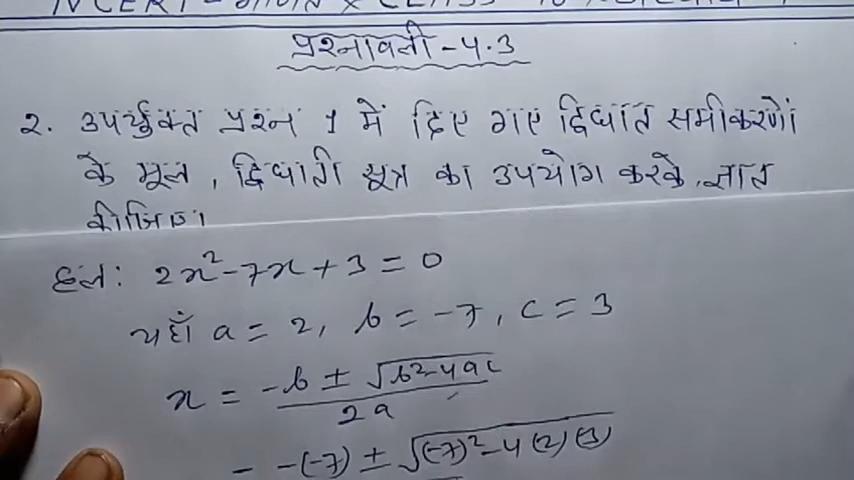 प्रश्नावली-4.3
2. उपर्युक्त प्रश्न 1 में दिए गए द्विघात समीकरणों
के मूल, द्विघाती सूत्र का उपयोग करके, ज्ञात
कीजिए।
हल: 2x²-7x+3=0
यहाँ a=2, b=-7, c=3
x = -b ± √b²-4ac / 2a
= -(-7) ± √(-7)²-4(2)(3)